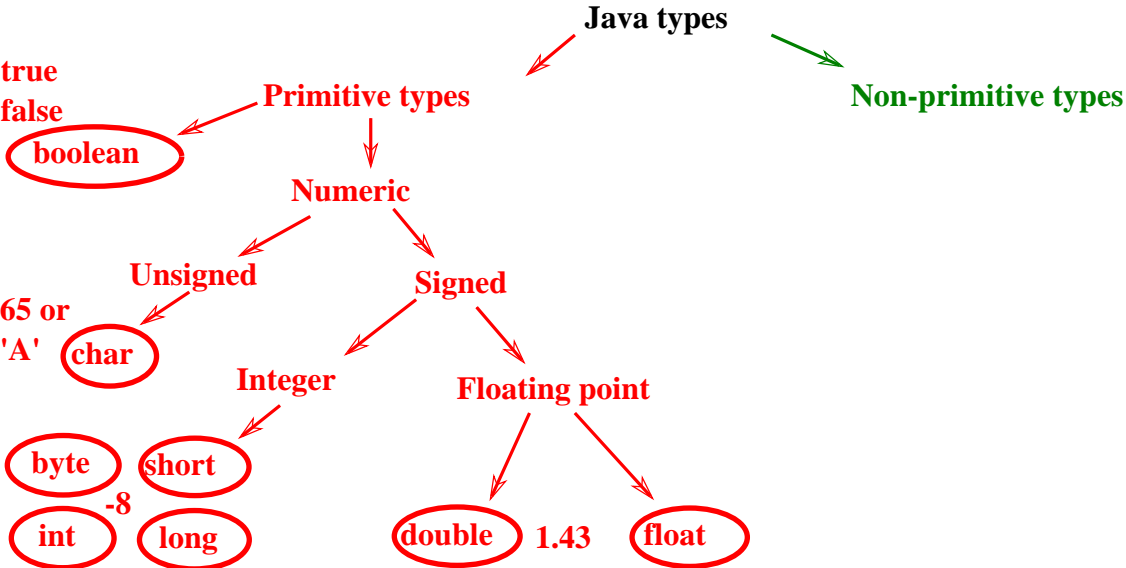 Java types
true
false
Primitive types
Non-primitive types
boolean
Numeric
Unsigned
Signed
65 or
'A'
char
Integer
Floating point
byte
short
-8
int
long
double
1.43
float